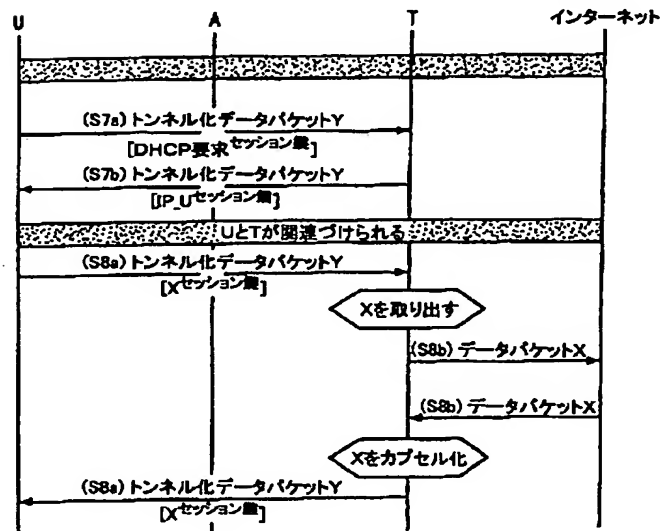 U A T インターネット
(S7a) トンネル化データパケットY
[DHCP要求セッション鍵]
(S7b) トンネル化データパケットY
[IP_Uセッション鍵]
UとTが関連づけられる
(S8a) トンネル化データパケットY
[Xセッション鍵]
Xを取り出す
(S8b) データパケットX
(S8b) データパケットX
Xをカプセル化
(S8a) トンネル化データパケットY
[Xセッション鍵]